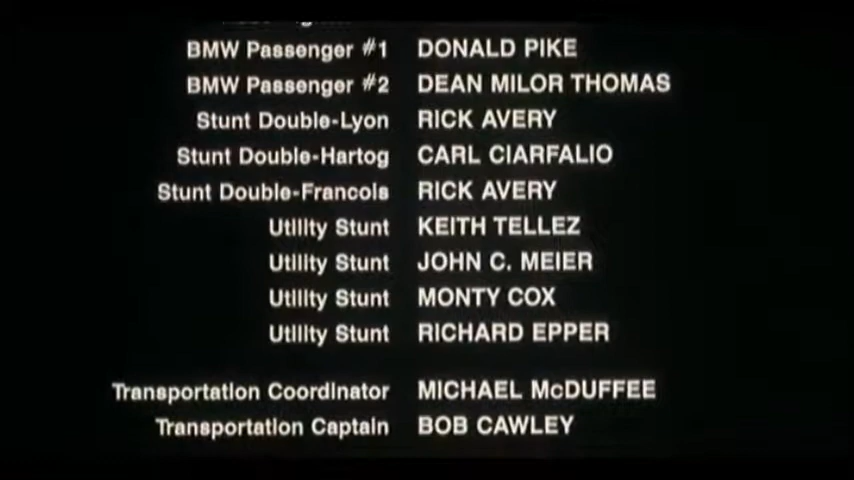 BMW Passenger #1 DONALD PIKE
BMW Passenger #2 DEAN MILOR THOMAS
Stunt Double-Lyon RICK AVERY
Stunt Double-Hartog CARL CIARFALIO
Stunt Double-Francois RICK AVERY
Utility Stunt KEITH TELLEZ
Utility Stunt JOHN C. MEIER
Utility Stunt MONTY COX
Utility Stunt RICHARD EPPER
Transportation Coordinator MICHAEL McDUFFEE
Transportation Captain BOB CAWLEY